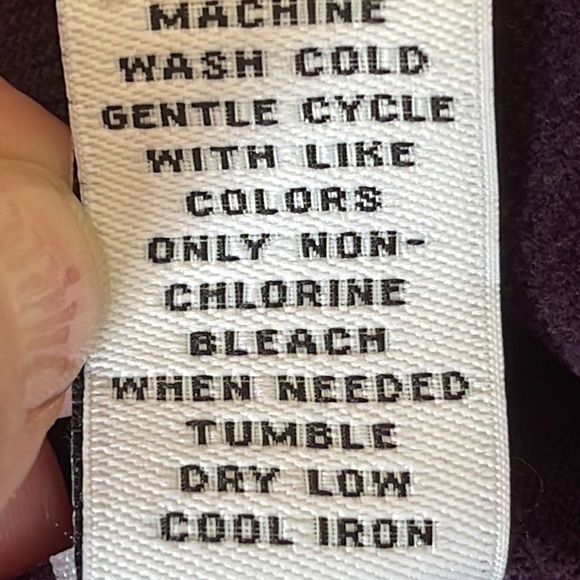 MACHINE
WASH COLD
GENTLE CYCLE
WITH LIKE
COLORS
ONLY NON-
CHLORINE
BLEACH
WHEN NEEDED
TUMBLE
DRY LOW
COOL IRON